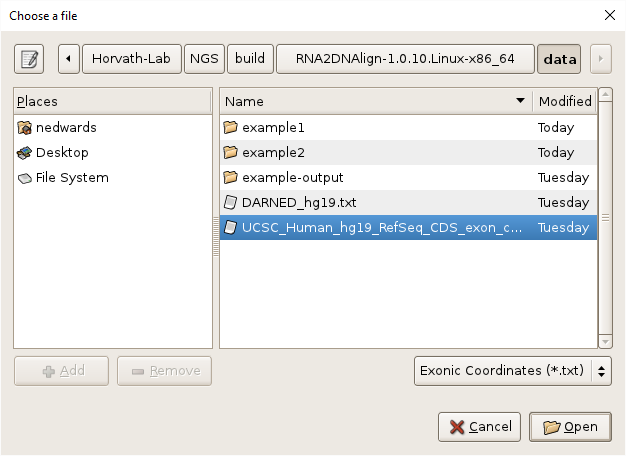 Choose a file
Horvath-Lab NGS build RNA2DNAlign-1.0.10.Linux-x86_64 data
Places
nedwards
Desktop
File System
Name Modified
example1 Today
example2 Today
example-output Tuesday
DARNED_hg19.txt Tuesday
UCSC_Human_hg19_RefSeq_CDS_exon_c... Tuesday
Add Remove
Exonic Coordinates (*.txt)
Cancel Open